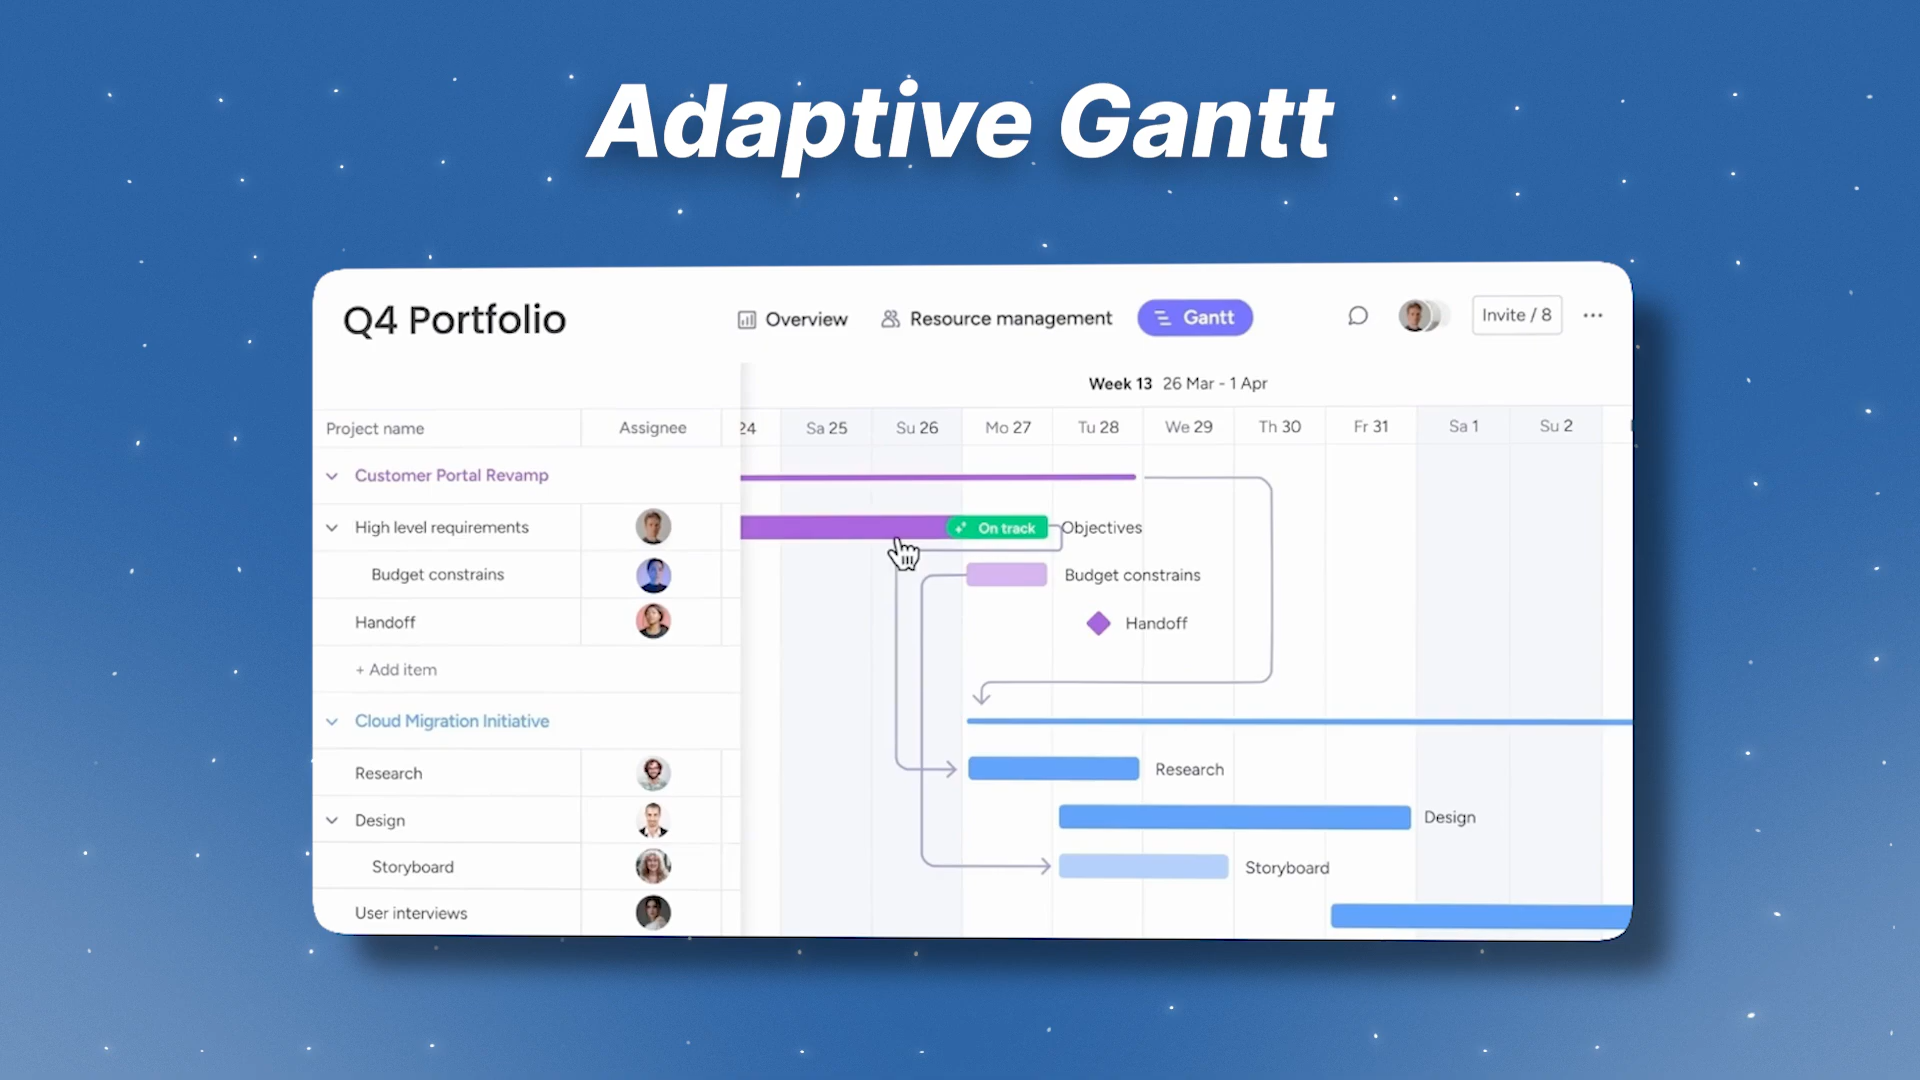 Adaptive Gantt
Q4 Portfolio
Overview
Resource management
Gantt
Invite / 8
Week 13 26 Mar - 1 Apr
Project name
Assignee
24
Sa 25
Su 26
Mo 27
Tu 28
We 29
Th 30
Fr 31
Sa 1
Su 2
Customer Portal Revamp
High level requirements
On track
Objectives
Budget constrains
Budget constrains
Handoff
Handoff
+ Add item
Cloud Migration Initiative
Research
Research
Design
Design
Storyboard
Storyboard
User interviews